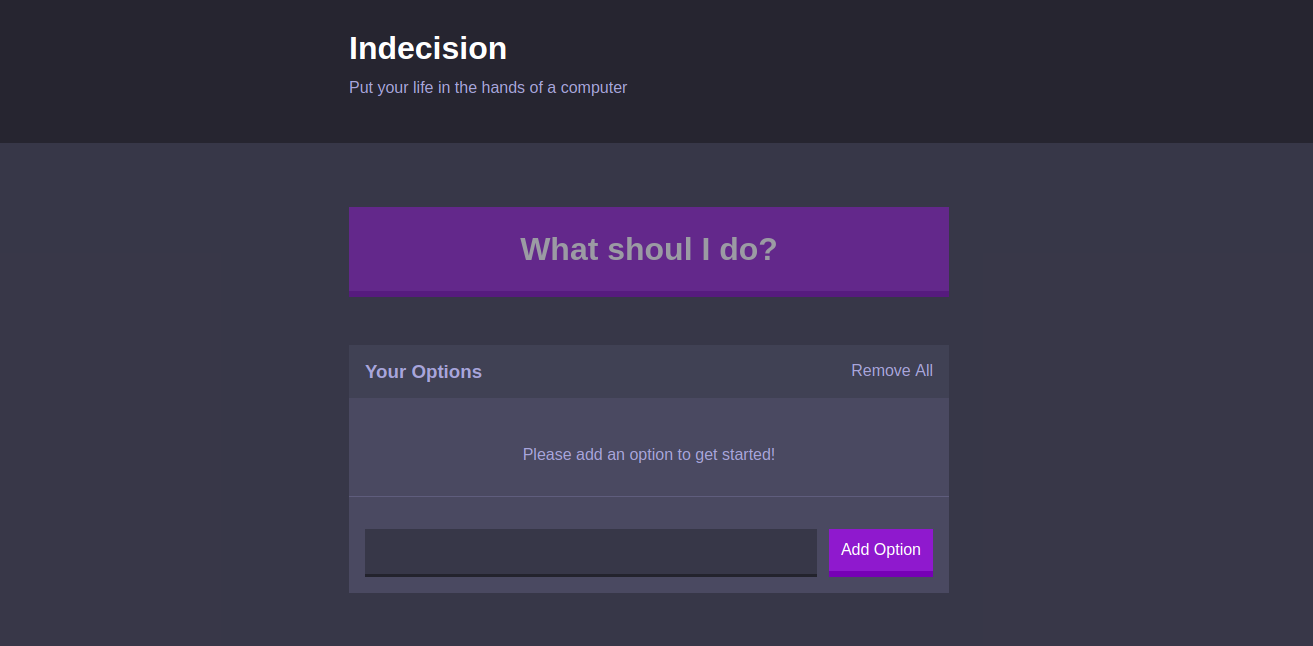 Indecision
Put your life in the hands of a computer
What shoul I do?
Your Options
Remove All
Please add an option to get started!
Add Option